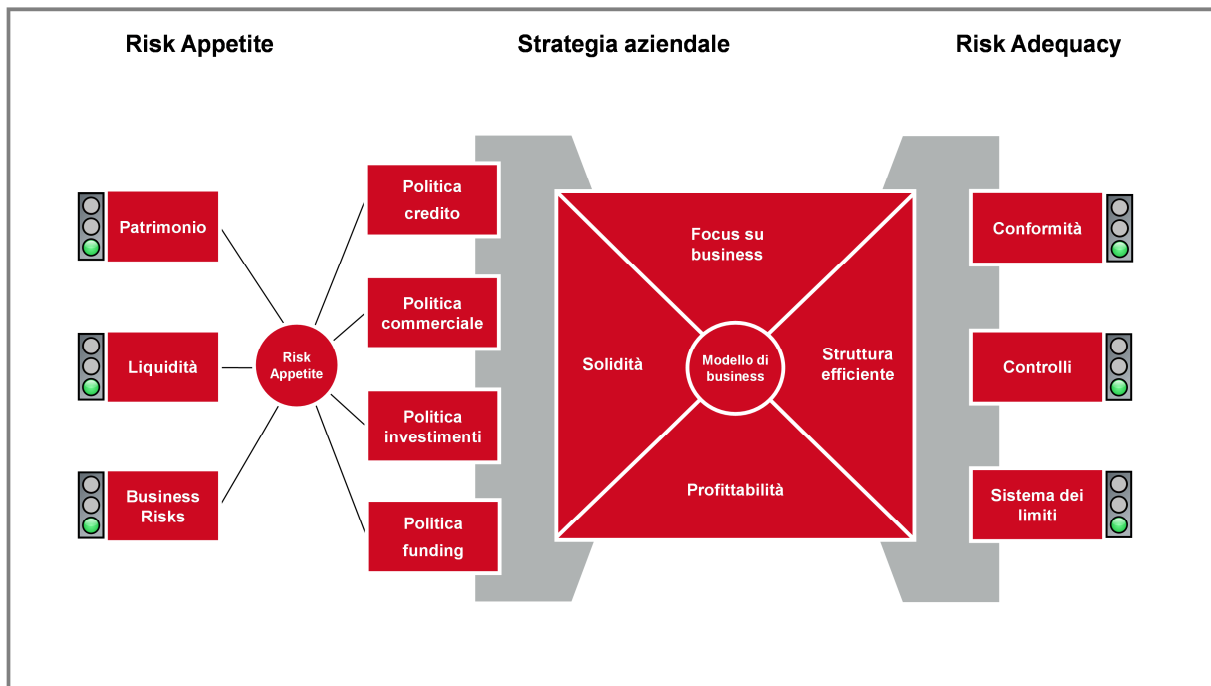 Risk Appetite
Strategia aziendale
Risk Adequacy
Patrimonio
Liquidità
Business
Risks
Risk
Appetite
Politica
credito
Politica
commerciale
Politica
investimenti
Politica
funding
Focus su
business
Solidità
Modello di
business
Struttura
efficiente
Profittabilità
Conformità
Controlli
Sistema dei
limiti